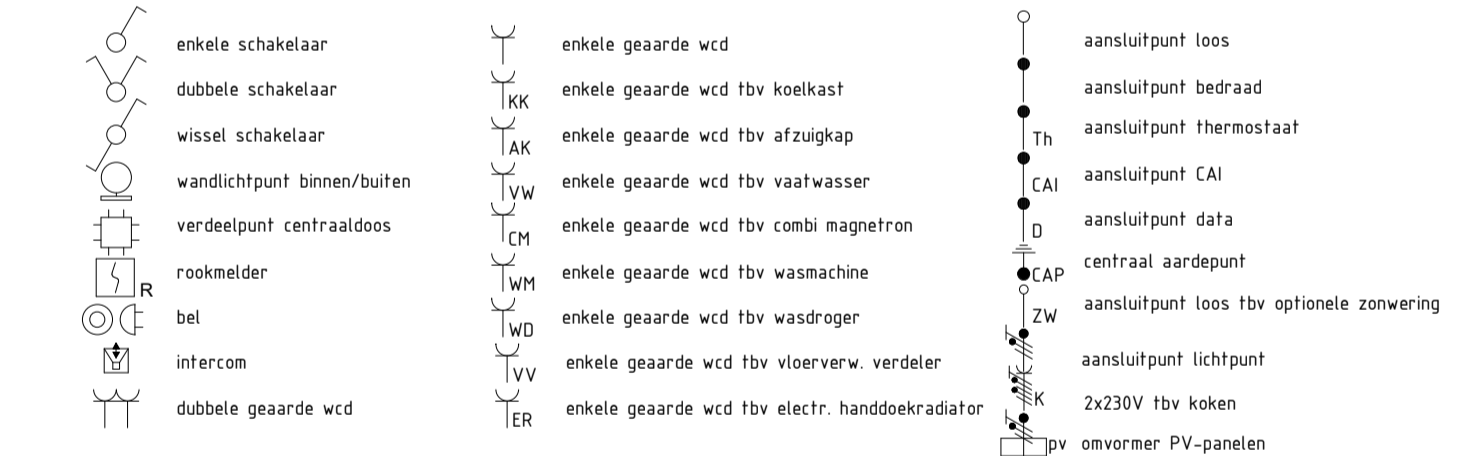 enkele schakelaar
dubbele schakelaar
wissel schakelaar
wandlichtpunt binnen/buiten
verdeelpunt centraaldoos
R rookmelder
bel
intercom
dubbele geaarde wcd
enkele geaarde wcd
KK enkele geaarde wcd tbv koelkast
AK enkele geaarde wcd tbv afzuigkap
VW enkele geaarde wcd tbv vaatwasser
CM enkele geaarde wcd tbv combi magnetron
WM enkele geaarde wcd tbv wasmachine
WD enkele geaarde wcd tbv wasdroger
VV enkele geaarde wcd tbv vloerverw. verdeler
ER enkele geaarde wcd tbv electr. handdoekradiator
aansluitpunt loos
aansluitpunt bedraad
Th aansluitpunt thermostaat
CAI aansluitpunt CAI
D aansluitpunt data
CAP centraal aardepunt
ZW aansluitpunt loos tbv optionele zonwering
aansluitpunt lichtpunt
K 2x230V tbv koken
pv omvormer PV-panelen